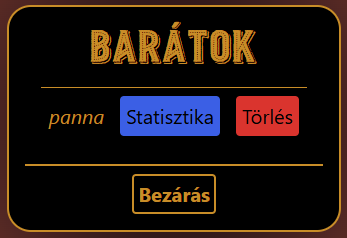 BARÁTOK
panna Statisztika Törlés
Bezárás